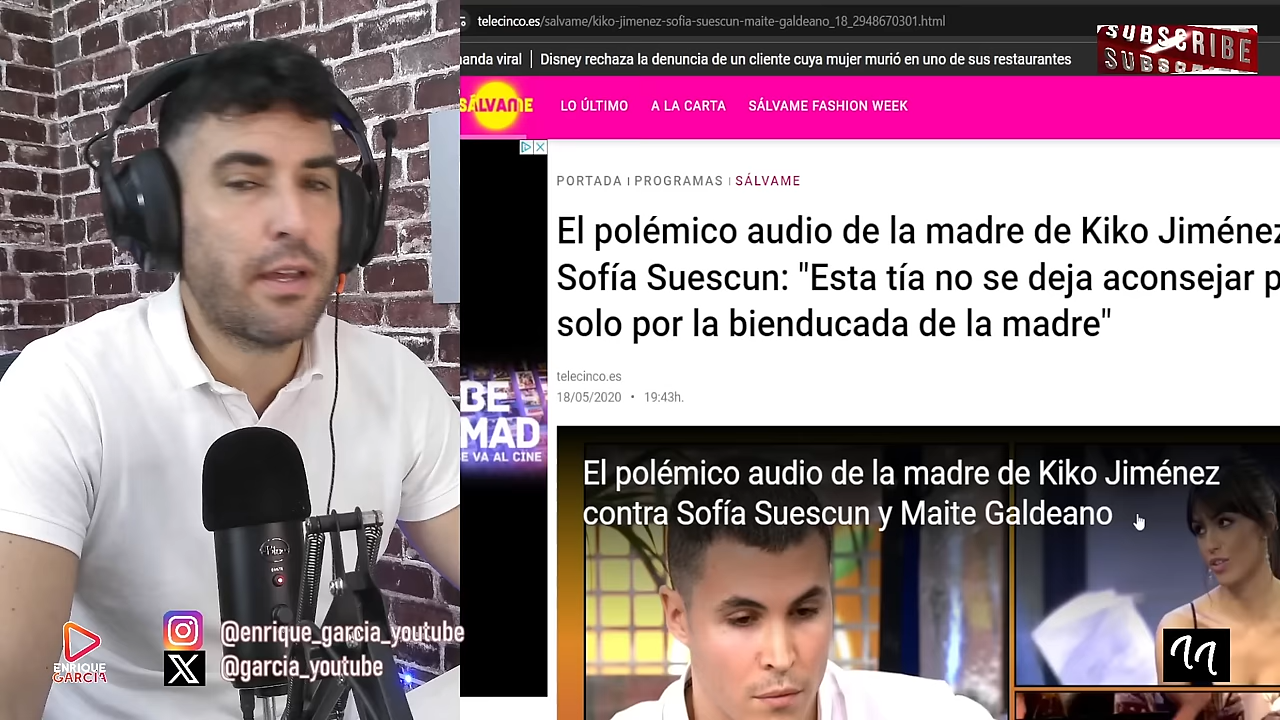 telecinco.es/salvame/kiko-jimenez-sofia-suescun-maite-galdeano_18_2948670301.html
viral | Disney rechaza la denuncia de un cliente cuya mujer murió en uno de sus restaurantes
SUBSCRIBE
SÁLVAME
LO ÚLTIMO
A LA CARTA
SÁLVAME FASHION WEEK
PORTADA | PROGRAMAS | SÁLVAME
El polémico audio de la madre de Kiko Jiménez
Sofía Suescun: "Esta tía no se deja aconsejar p
solo por la bienducada de la madre"
telecinco.es
18/05/2020 • 19:43h.
BE
MAD
E VA AL CINE
El polémico audio de la madre de Kiko Jiménez
contra Sofía Suescun y Maite Galdeano
ENRIQUE
GARCIA
@enrique_garcia_youtube
@garcia_youtube